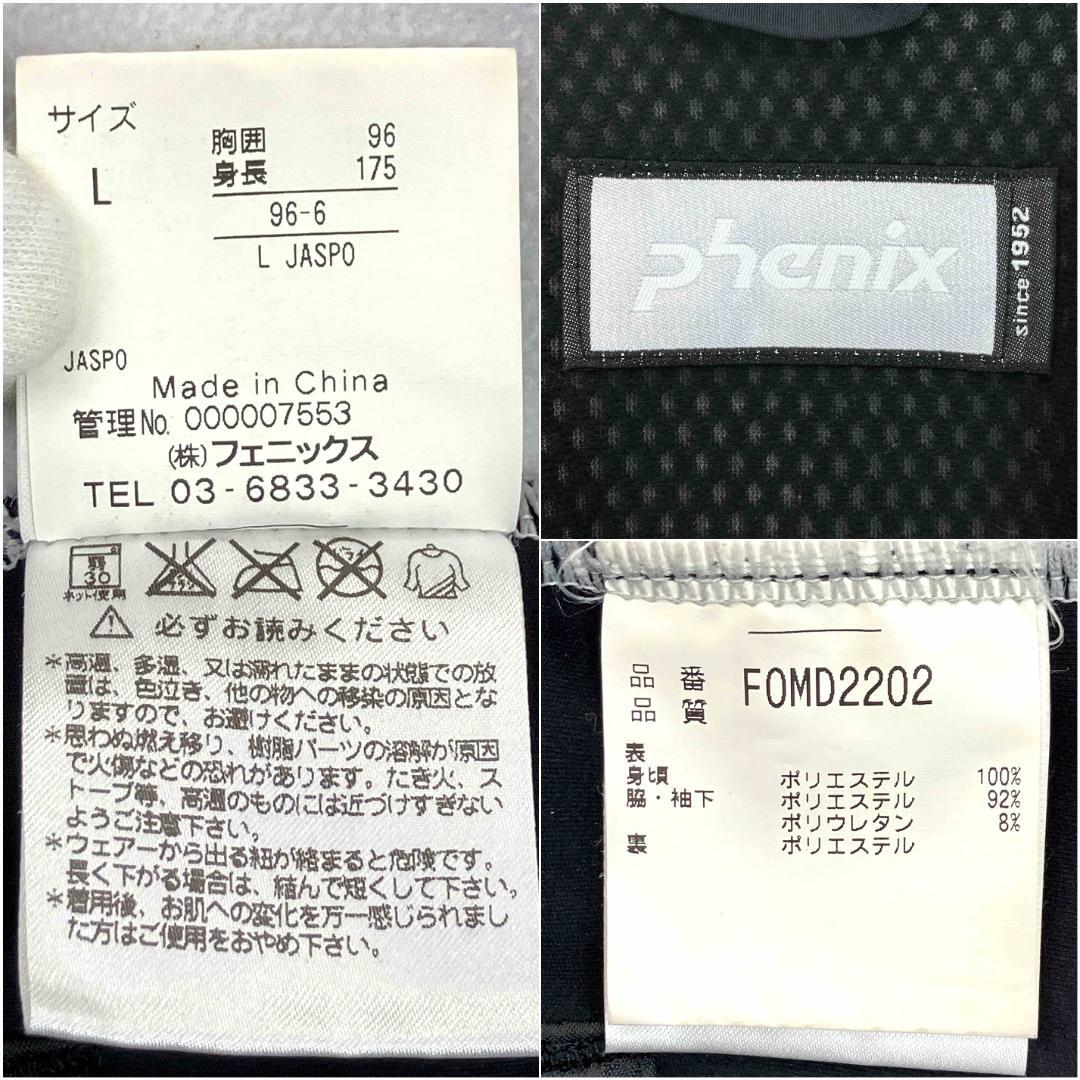 サイズ
L
胸囲 96
身長 175
96-6
L JASPO
JASPO
Made in China
管理No. 000007553
(株)フェニックス
TEL 03-6833-3430
弱
30
ネット使用
ドライ
必ずお読みください
*高温、多湿、又は濡れたままの状態での放
置は、色泣き、他の物への移染の原因とな
りますので、お避けください。
*思わぬ燃え移り、樹脂パーツの溶解が原因
で火傷などの恐れがあります。たき火、ス
トーブ等、高温のものには近づけすぎない
ようご注意下さい。
*ウェアーから出る紐が絡まると危険です。
長く下がる場合は、結んで短くして下さい。
*着用後、お肌への変化を万一感じられまし
た方はご使用をおやめ下さい。
phenix
since 1952
品番 FOMD2202
品質
表
身頃 ポリエステル 100%
脇・袖下 ポリエステル 92%
ポリウレタン 8%
裏 ポリエステル